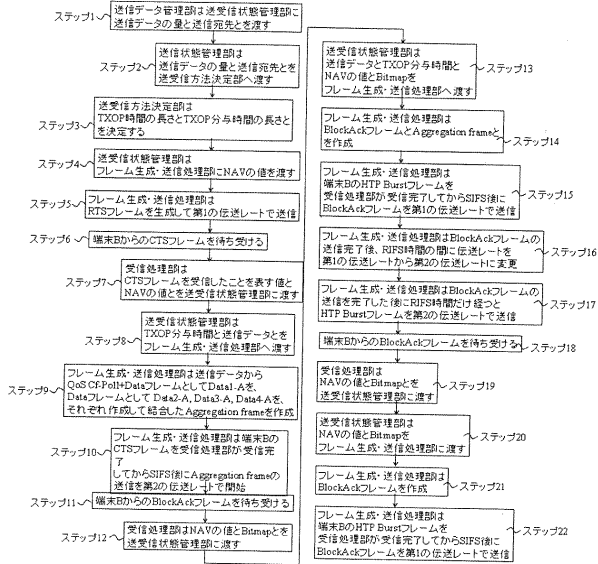 ステップ1
送信データ管理部は送受信状態管理部に
送信データの量と送信宛先とを渡す
ステップ2
送信状態管理部は
送信データの量と送信宛先とを
送受信方法決定部へ渡す
ステップ3
送受信方法決定部は
TXOP時間の長さとTXOP分与時間の長さと
を決定する
ステップ4
送受信状態管理部は
フレーム生成・送信処理部にNAVの値を渡す
ステップ5
フレーム生成・送信処理部は
RTSフレームを生成して第1の伝送レートで送信
ステップ6
端末BからのCTSフレームを待ち受ける
ステップ7
受信処理部は
CTSフレームを受信したことを表す値と
NAVの値とを送受信状態管理部に渡す
ステップ8
送受信状態管理部は
TXOP分与時間と送信データとを
フレーム生成・送信処理部へ渡す
ステップ9
フレーム生成・送信処理部は送信データから
QoS Cf-Poll+DataフレームとしてData1-Aを、
DataフレームとしてData2-A、Data3-A、Data4-Aを、
それぞれ作成して結合したAggregation frameを作成
ステップ10
フレーム生成・送信処理部は端末Bの
CTSフレームを受信処理部が受信完
了
してからSIFS後にAggregation frameの
送信を第2の伝送レートで開始
ステップ11
端末BからのBlockAckフレームを待ち受ける
ステップ12
受信処理部はNAVの値とBitmapとを
送受信状態管理部に渡す
ステップ13
送受信状態管理部は
送信データとTXOP分与時間と
NAVの値とBitmapを
フレーム生成・送信処理部へ渡す
ステップ14
フレーム生成・送信処理部は
BlockAckフレームとAggregation frameと
を作成
ステップ15
フレーム生成・送信処理部は
端末BのHTP Burstフレームを
受信処理部が受信完了してからSIFS後に
BlockAckフレームを第1の伝送レートで送信
ステップ16
フレーム生成・送信処理部はBlockAckフレームの
送信完了後、RIFS時間の間に伝送レートを
第1の伝送レートから第2の伝送レートに変更
ステップ17
フレーム生成・送信処理部はBlockAckフレームの
送信を完了した後にRIFS時間だけ経つと
HTP Burstフレームを第2の伝送レートで送信
ステップ18
端末BからのBlockAckフレームを待ち受ける
ステップ19
受信処理部は
NAVの値とBitmapとを
送受信状態管理部に渡す
ステップ20
送受信状態管理部は
NAVの値とBitmapを
フレーム生成・送信処理部に渡す
ステップ21
フレーム生成・送信処理部は
BlockAckフレームを作成
ステップ22
フレーム生成・送信処理部は
端末BのHTP Burstフレームを
受信処理部が受信完了してからSIFS後に
BlockAckフレームを第1の伝送レートで送信